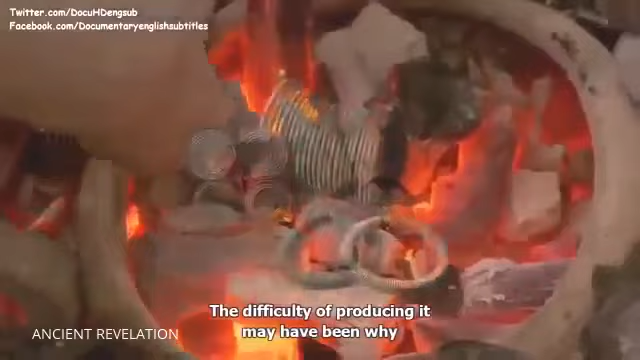 Twitter.com/DocuHDengsub
Facebook.com/Documentaryenglishsubtitles
The difficulty of producing it
may have been why
ANCIENT REVELATION